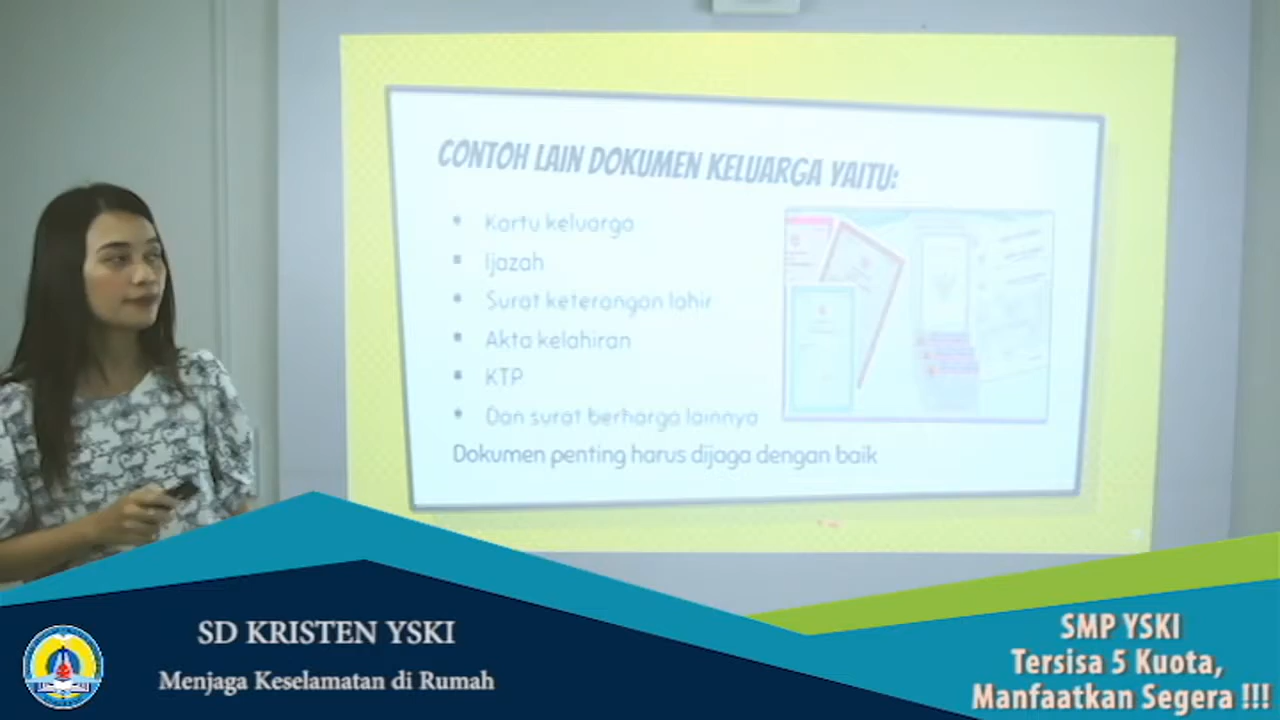 CONTOH LAIN DOKUMEN KELUARGA YAITU:
• Kartu keluarga
• Ijazah
• Surat keterangan lahir
• Akta kelahiran
• KTP
• Dan surat berharga lainnya
Dokumen penting harus dijaga dengan baik
SD KRISTEN YSKI
Menjaga Keselamatan di Rumah
SMP YSKI
Tersisa 5 Kuota,
Manfaatkan Segera !!!